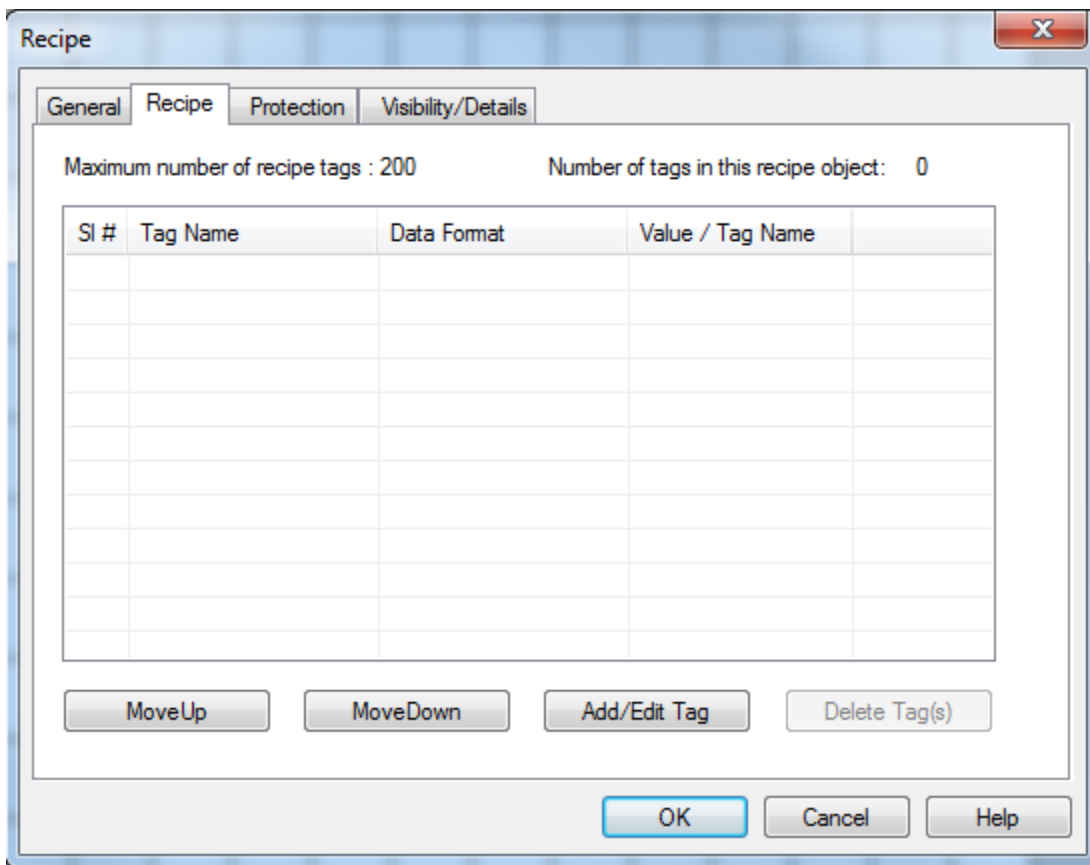 Recipe
General Recipe Protection Visibility/Details
Maximum number of recipe tags : 200 Number of tags in this recipe object: 0
Sl # Tag Name Data Format Value / Tag Name
MoveUp MoveDown Add/Edit Tag Delete Tag(s)
OK Cancel Help